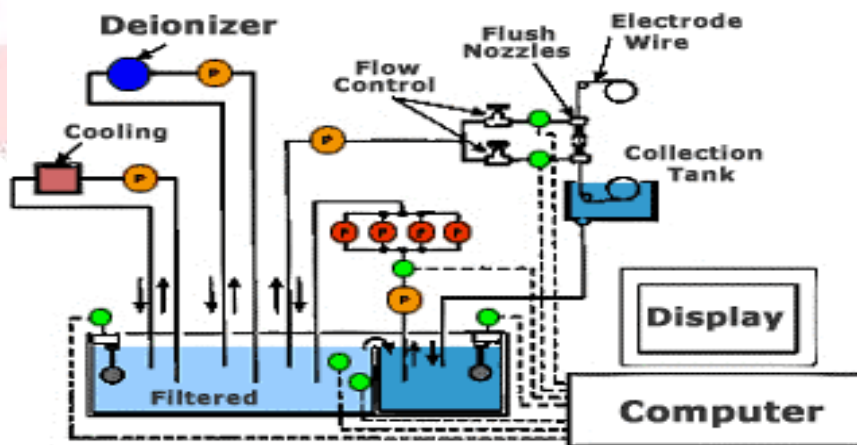 Deionizer
Flush
Nozzles
Electrode
Wire
Flow
Control
P
Cooling
P
P
Collection
Tank
P P P P
P
Display
Filtered
Computer